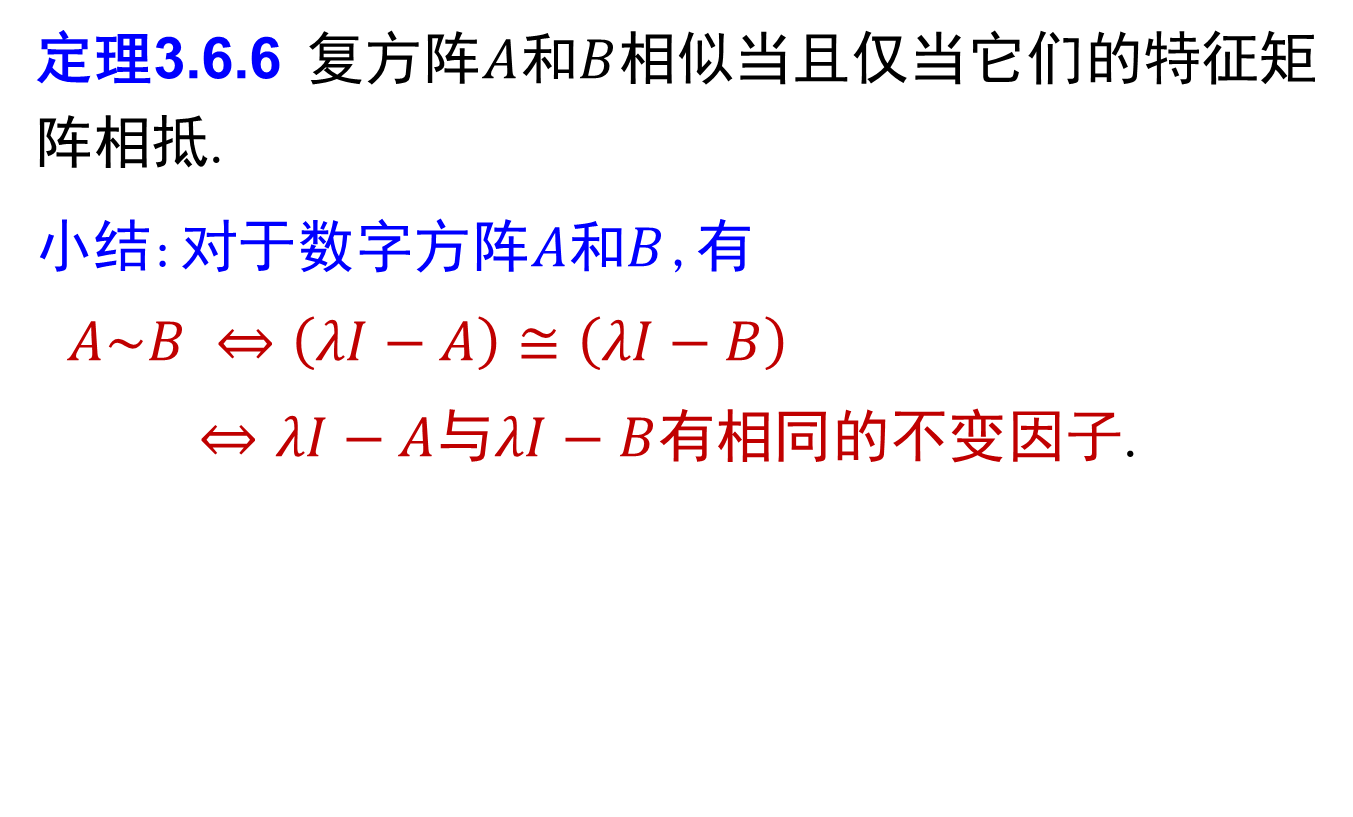 定理3.6.6 复方阵A和B相似当且仅当它们的特征矩
阵相抵.
小结: 对于数字方阵A和B , 有
A~B ⇔ (λI − A) ≅ (λI − B)
⇔ λI − A与λI − B有相同的不变因子.